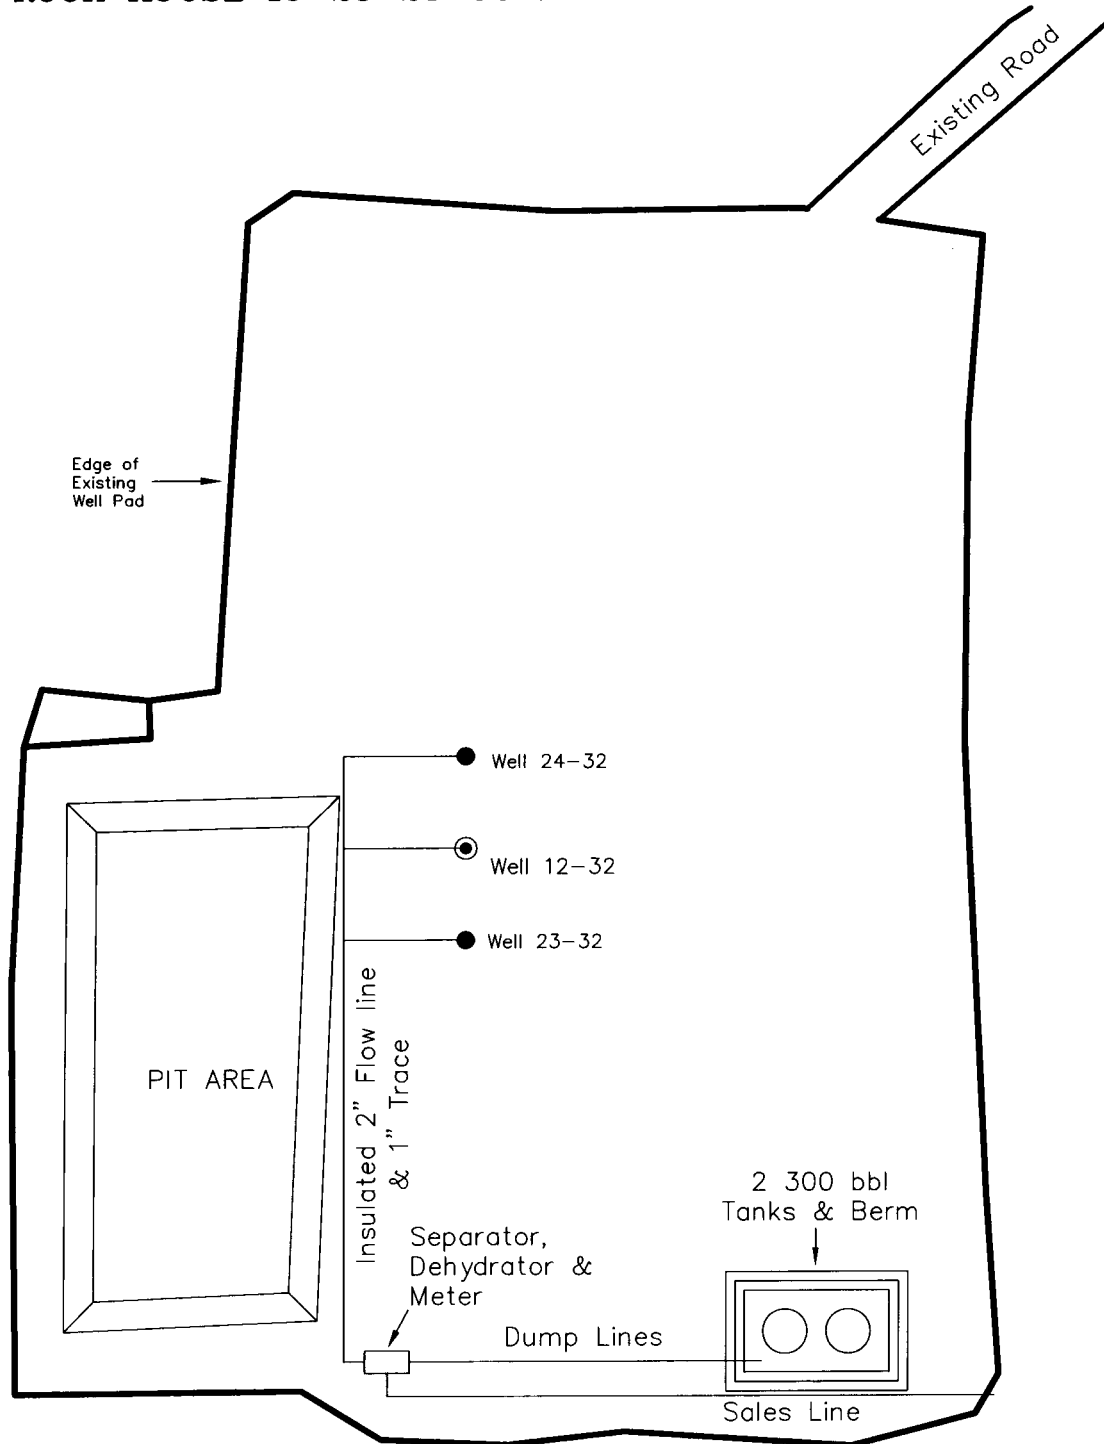 Existing Road
Edge of
Existing
Well Pad
Well 24-32
Well 12-32
Well 23-32
PIT AREA
Insulated 2" Flow line
& 1" Trace
Separator,
Dehydrator &
Meter
2 300 bbl
Tanks & Berm
Dump Lines
Sales Line